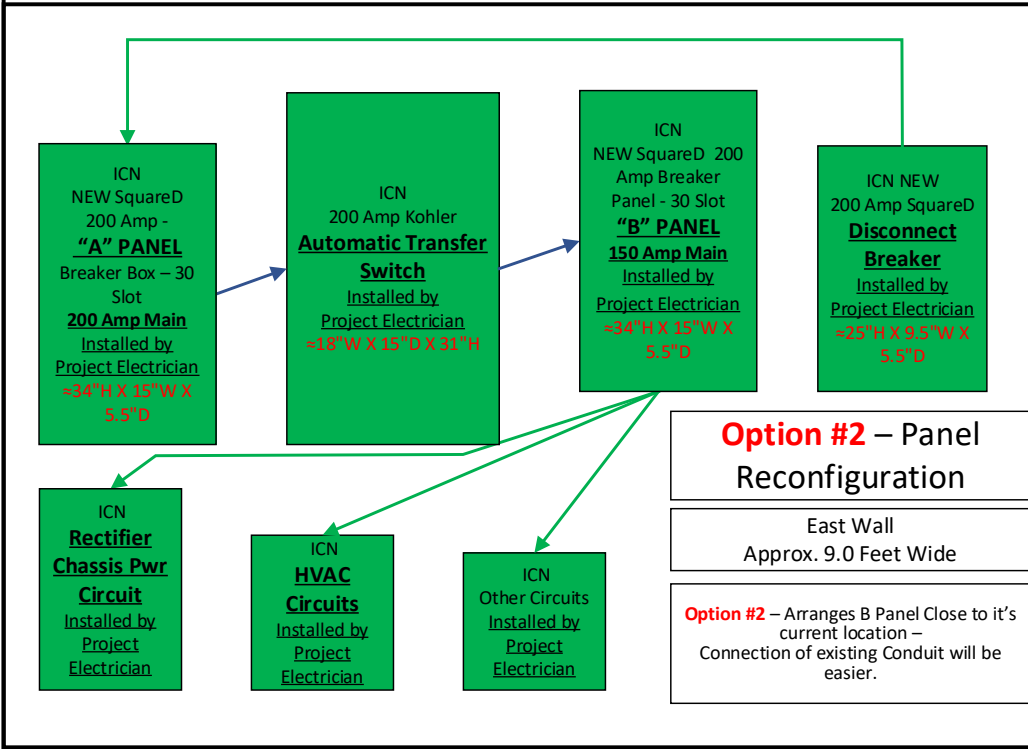 ICN
NEW SquareD
200 Amp -
“A” PANEL
Breaker Box – 30
Slot
200 Amp Main
Installed by
Project Electrician
≈34"H X 15"W X
5.5"D
ICN
200 Amp Kohler
Automatic Transfer
Switch
Installed by
Project Electrician
≈18"W X 15"D X 31"H
ICN
NEW SquareD 200
Amp Breaker
Panel - 30 Slot
“B” PANEL
150 Amp Main
Installed by
Project Electrician
≈34"H X 15"W X
5.5"D
ICN NEW
200 Amp SquareD
Disconnect
Breaker
Installed by
Project Electrician
≈25"H X 9.5"W X
5.5"D
ICN
Rectifier
Chassis Pwr
Circuit
Installed by
Project
Electrician
ICN
HVAC
Circuits
Installed by
Project
Electrician
ICN
Other Circuits
Installed by
Project
Electrician
Option #2 – Panel
Reconfiguration
East Wall
Approx. 9.0 Feet Wide
Option #2 – Arranges B Panel Close to it’s
current location –
Connection of existing Conduit will be
easier.